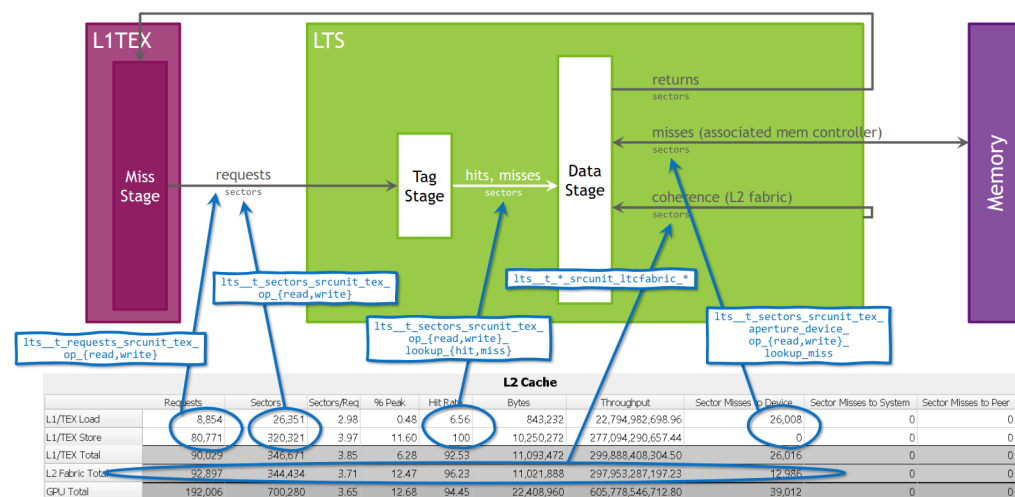 L1TEX
LTS
returns
sectors
misses (associated mem controller)
sectors
Miss
Stage
requests
sectors
Tag
Stage
hits, misses
sectors
Data
Stage
coherence (L2 fabric)
sectors
Memory
lts__t_sectors_srcunit_tex_
op_{read,write}
lts__t_*_srcunit_ltcfabric_*
lts__t_requests_srcunit_tex_
op_{read,write}
lts__t_sectors_srcunit_tex_
op_{read,write}_
lookup_{hit,miss}
lts__t_sectors_srcunit_tex_
aperture_device_
op_{read,write}_
lookup_miss
L2 Cache
Requests Sectors Sectors/Req % Peak Hit Rate Bytes Throughput Sector Misses to Device Sector Misses to System Sector Misses to Peer
L1/TEX Load 8,854 26,351 2.98 0.48 6.56 843,232 22,794,982,698.96 26,008 0 0
L1/TEX Store 80,771 320,321 3.97 11.60 100 10,250,272 277,094,290,657.44 0 0 0
L1/TEX Total 90,029 346,671 3.85 6.28 92.53 11,093,472 299,888,408,304.50 26,016 0 0
L2 Fabric Total 92,897 344,434 3.71 12.47 96.23 11,021,888 297,953,287,197.23 12,986 0 0
GPU Total 192,006 700,280 3.65 12.68 94.45 22,408,960 605,778,546,712.80 39,012 0 0